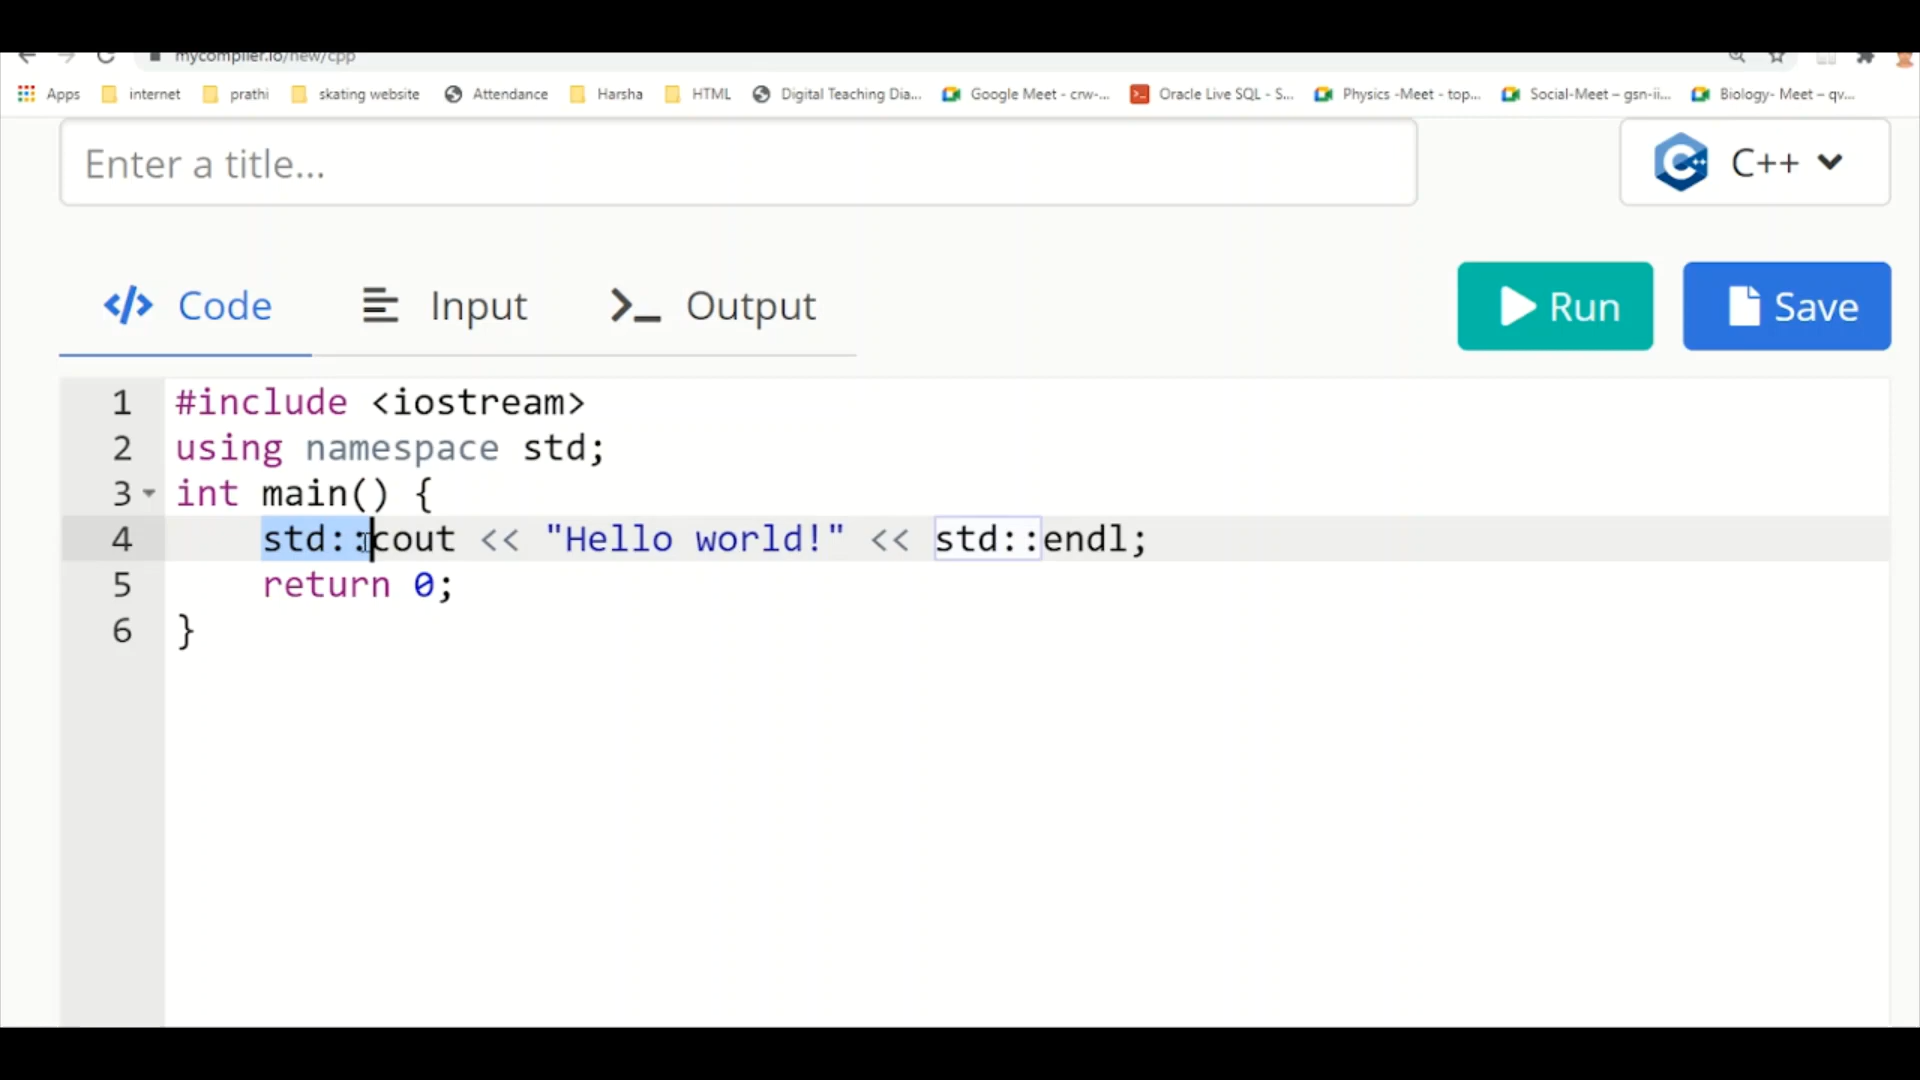 mycompiler.io/new/cpp
Apps internet prathi skating website Attendance Harsha HTML Digital Teaching Dia... Google Meet - crw-... Oracle Live SQL - S... Physics -Meet - top... Social-Meet – gsn-ii... Biology- Meet – qv...
Enter a title... C++
</> Code Input >_ Output Run Save
1 #include <iostream>
2 using namespace std;
3 int main() {
4 std::cout << "Hello world!" << std::endl;
5 return 0;
6 }